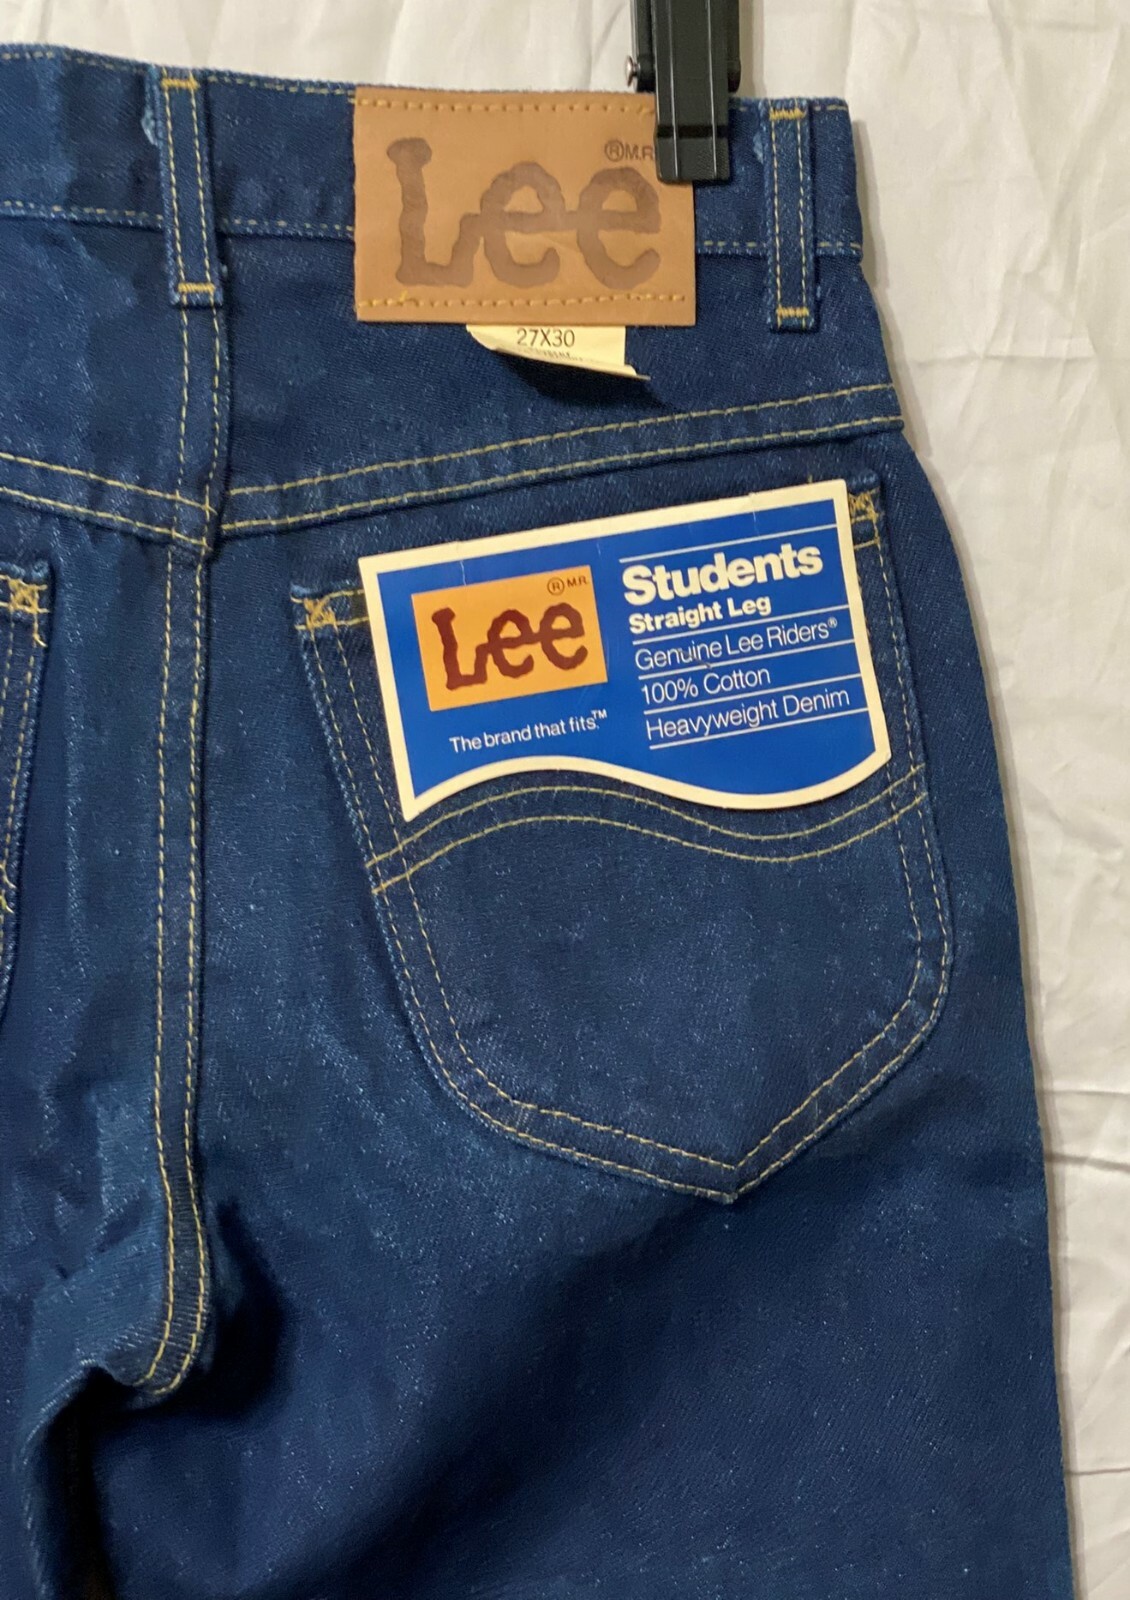 Lee
®M.R.
27X30
Lee
® M.R.
The brand that fits.™
Students
Straight Leg
Genuine Lee Riders®
100% Cotton
Heavyweight Denim